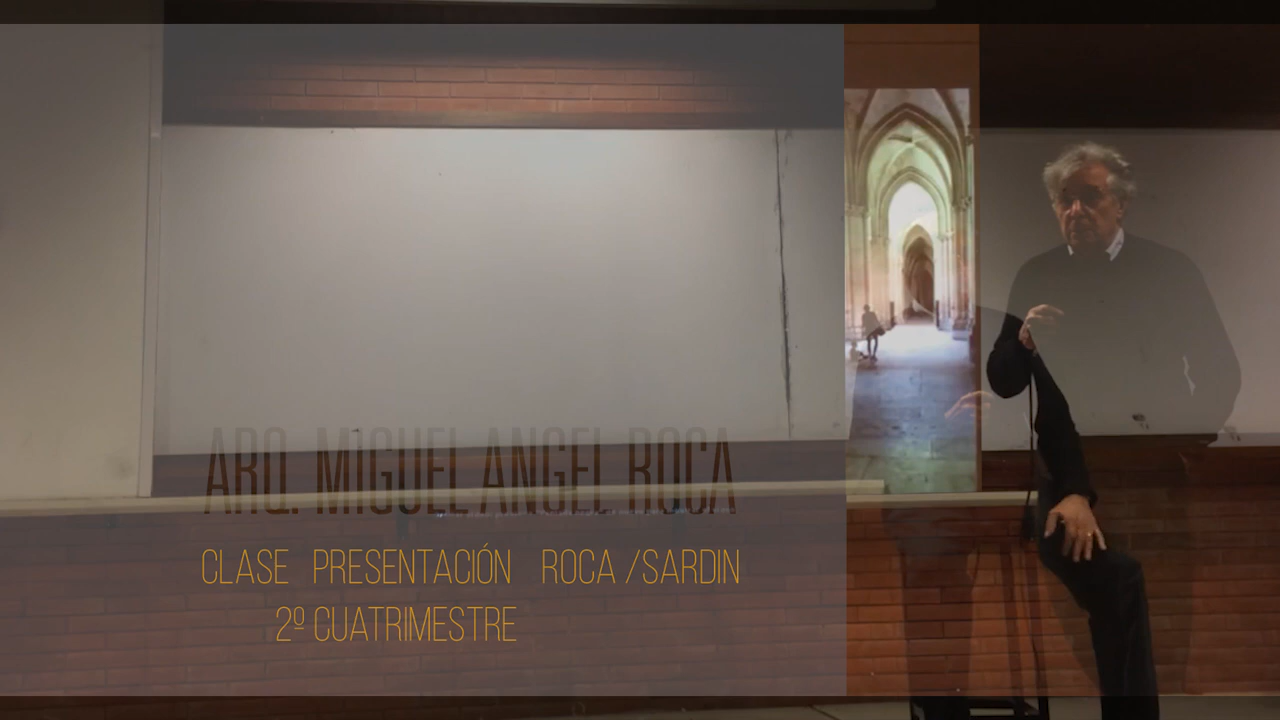 ARQ. MIGUEL ANGEL ROCA
CLASE PRESENTACIÓN ROCA /SARDIN
2º CUATRIMESTRE